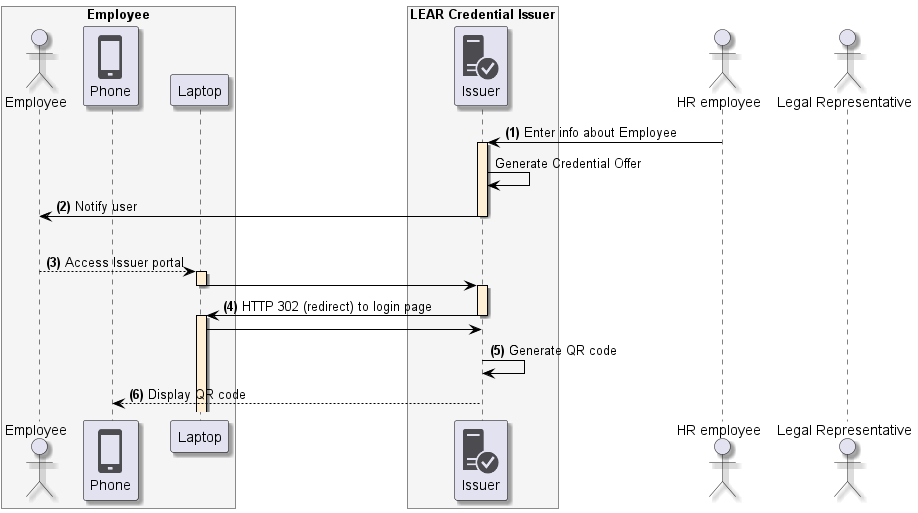 Employee
LEAR Credential Issuer
Employee
Phone
Laptop
Issuer
HR employee
Legal Representative
(1) Enter info about Employee
Generate Credential Offer
(2) Notify user
(3) Access Issuer portal
(4) HTTP 302 (redirect) to login page
(5) Generate QR code
(6) Display QR code
Employee
Phone
Laptop
Issuer
HR employee
Legal Representative